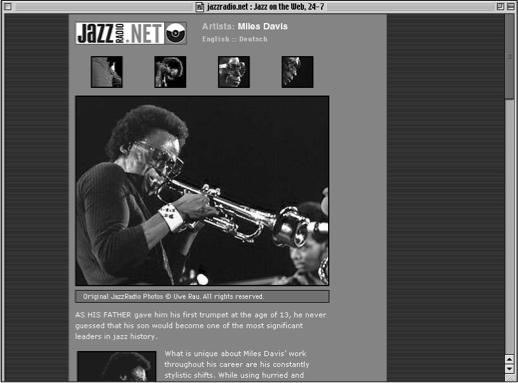 jazzradio.net : Jazz on the Web, 24-7
JazzRADIO.NET
Artists: Miles Davis
English :: Deutsch
Original JazzRadio Photos © Uwe Rau. All rights reserved.
AS HIS FATHER gave him his first trumpet at the age of 13, he never
guessed that his son would become one of the most significant
leaders in jazz history.
What is unique about Miles Davis' work
throughout his career are his constantly
stylistic shifts. While using hurried and